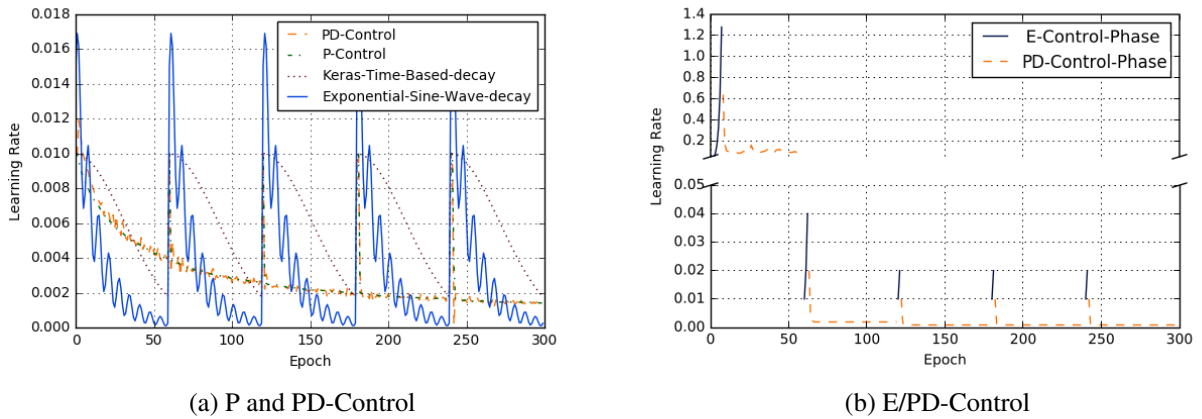 0.018
0.016
0.014
0.012
0.010
0.008
0.006
0.004
0.002
0.000
Learning Rate
PD-Control
P-Control
Keras-Time-Based-decay
Exponential-Sine-Wave-decay
0 50 100 150 200 250 300
Epoch
(a) P and PD-Control
1.4
1.2
1.0
0.8
0.6
0.4
0.2
Learning Rate
E-Control-Phase
PD-Control-Phase
0.05
0.04
0.03
0.02
0.01
0.00
Learning Rate
0 50 100 150 200 250 300
Epoch
(b) E/PD-Control